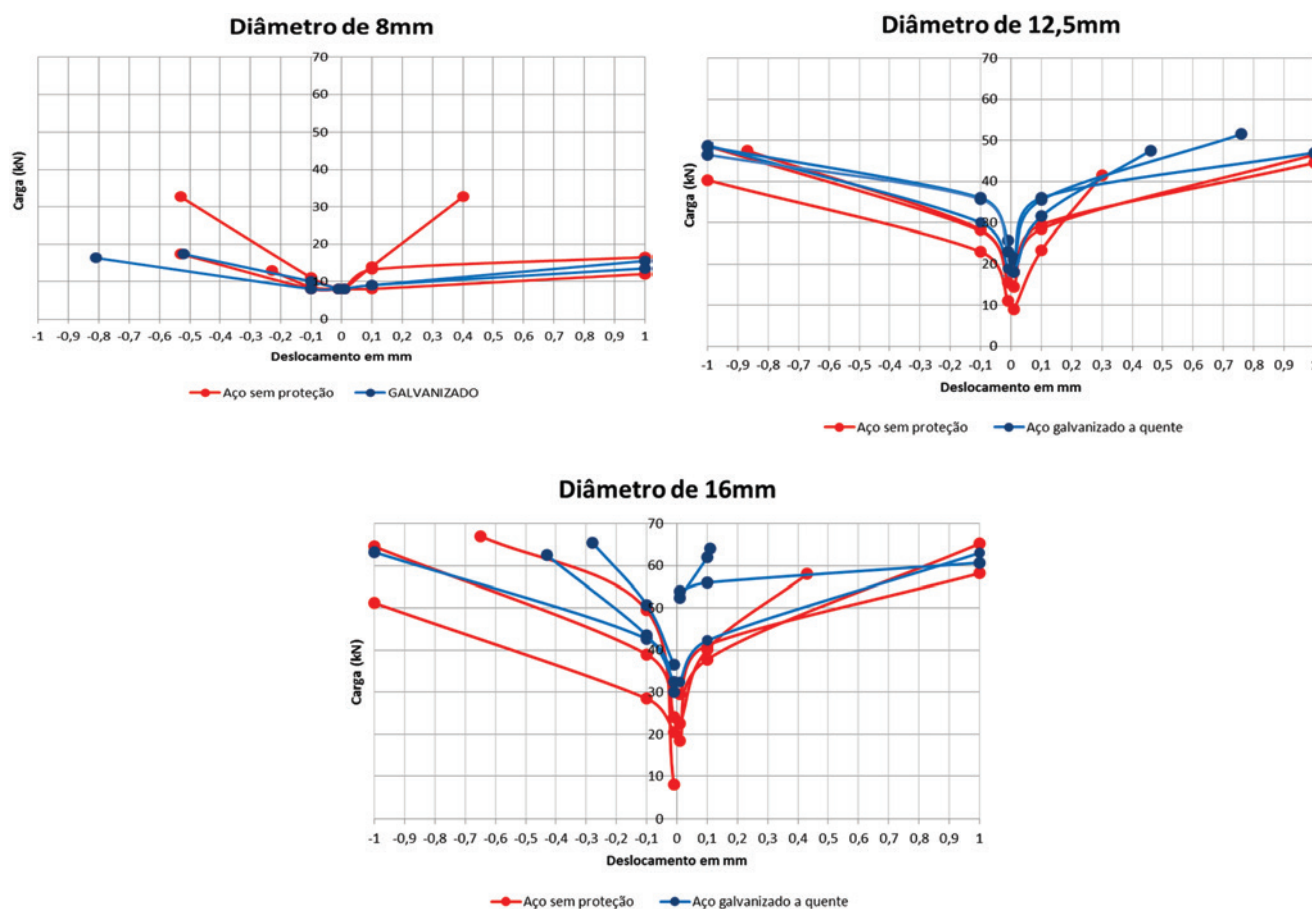 Diâmetro de 8mm
70
60
50
40
30
20
10
0
Carga (kN)
-1 -0,9 -0,8 -0,7 -0,6 -0,5 -0,4 -0,3 -0,2 -0,1 0 0,1 0,2 0,3 0,4 0,5 0,6 0,7 0,8 0,9 1
Deslocamento em mm
Aço sem proteção GALVANIZADO
Diâmetro de 12,5mm
70
60
50
40
30
20
10
0
Carga (kN)
-1 -0,9 -0,8 -0,7 -0,6 -0,5 -0,4 -0,3 -0,2 -0,1 0 0,1 0,2 0,3 0,4 0,5 0,6 0,7 0,8 0,9 1
Deslocamento em mm
Aço sem proteção Aço galvanizado a quente
Diâmetro de 16mm
70
60
50
40
30
20
10
0
Carga (kN)
-1 -0,9 -0,8 -0,7 -0,6 -0,5 -0,4 -0,3 -0,2 -0,1 0 0,1 0,2 0,3 0,4 0,5 0,6 0,7 0,8 0,9 1
Deslocamento em mm
Aço sem proteção Aço galvanizado a quente